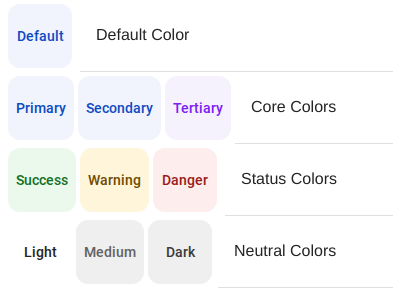 Default Default Color
Primary Secondary Tertiary Core Colors
Success Warning Danger Status Colors
Light Medium Dark Neutral Colors